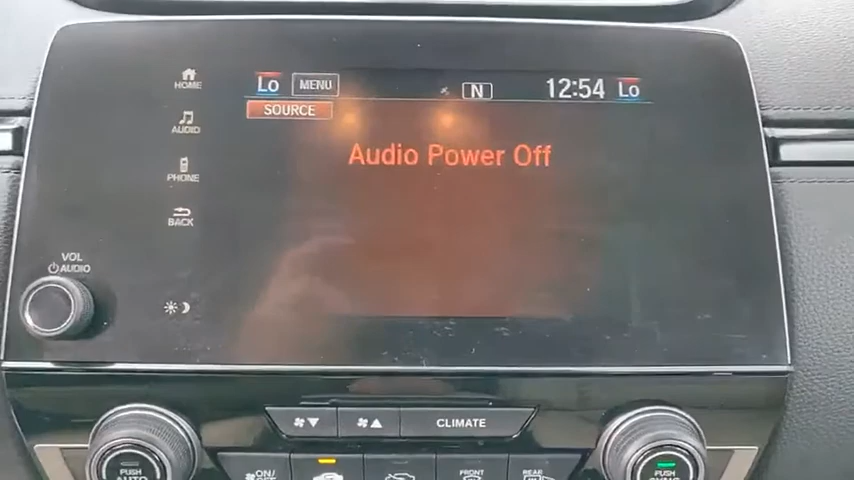 HOME
Lo MENU N 12:54 Lo
SOURCE
AUDIO
Audio Power Off
PHONE
BACK
VOL
AUDIO
CLIMATE
PUSH
AUTO
ON/
OFF
FRONT
REAR
PUSH
SYNC